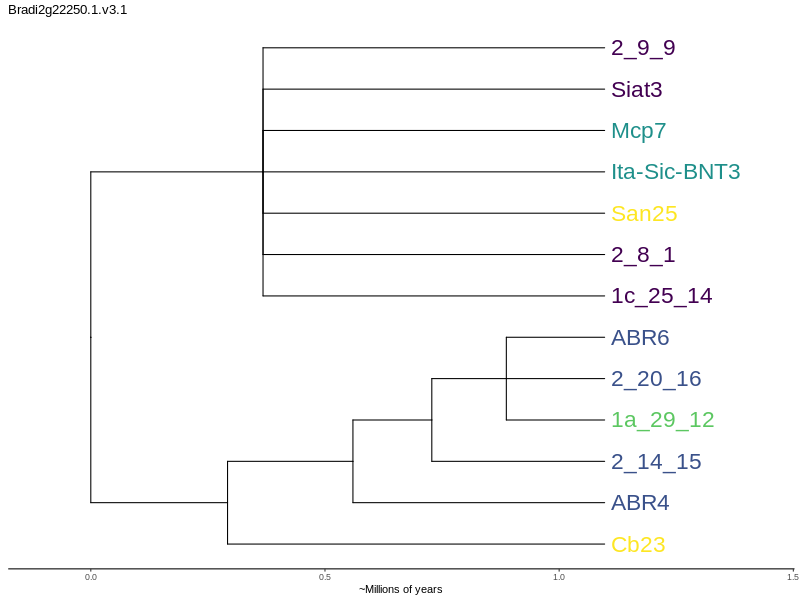 Bradi2g22250.1.v3.1
2_9_9
Siat3
Mcp7
Ita-Sic-BNT3
San25
2_8_1
1c_25_14
ABR6
2_20_16
1a_29_12
2_14_15
ABR4
Cb23
0.0 0.5 1.0 1.5
~Millions of years